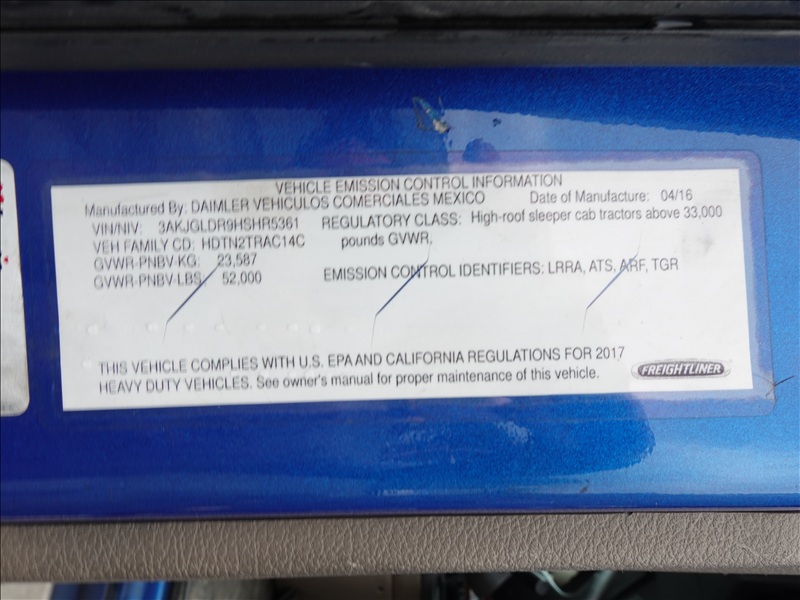 VEHICLE EMISSION CONTROL INFORMATION
Manufactured By: DAIMLER VEHICULOS COMERCIALES MEXICO Date of Manufacture: 04/16
VIN/NIV: 3AKJGLDR9HSHR5361 REGULATORY CLASS: High-roof sleeper cab tractors above 33,000
VEH FAMILY CD: HDTN2TRAC14C pounds GVWR.
GVWR-PNBV-KG: 23,587
GVWR-PNBV-LBS: 52,000 EMISSION CONTROL IDENTIFIERS: LRRA, ATS, ARF, TGR
THIS VEHICLE COMPLIES WITH U.S. EPA AND CALIFORNIA REGULATIONS FOR 2017
HEAVY DUTY VEHICLES. See owner's manual for proper maintenance of this vehicle.
FREIGHTLINER